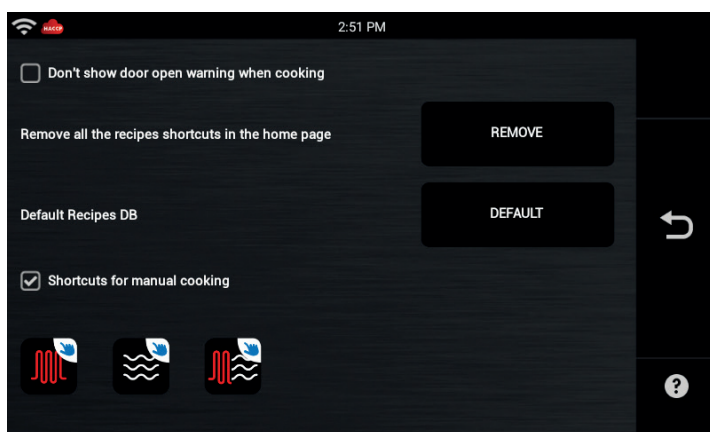 HACCP
2:51 PM
Don't show door open warning when cooking
Remove all the recipes shortcuts in the home page
REMOVE
Default Recipes DB
DEFAULT
Shortcuts for manual cooking
?